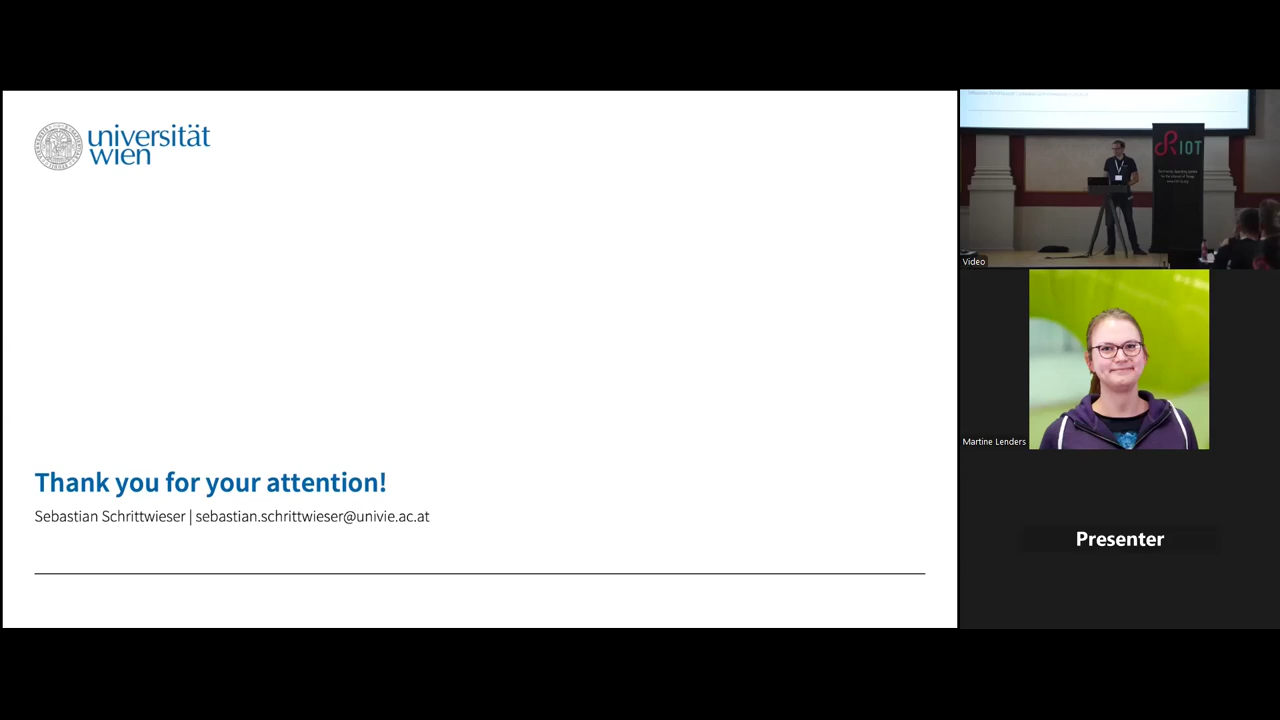 universität
wien
Thank you for your attention!
Sebastian Schrittwieser | sebastian.schrittwieser@univie.ac.at
RIOT
Video
Martine Lenders
Presenter